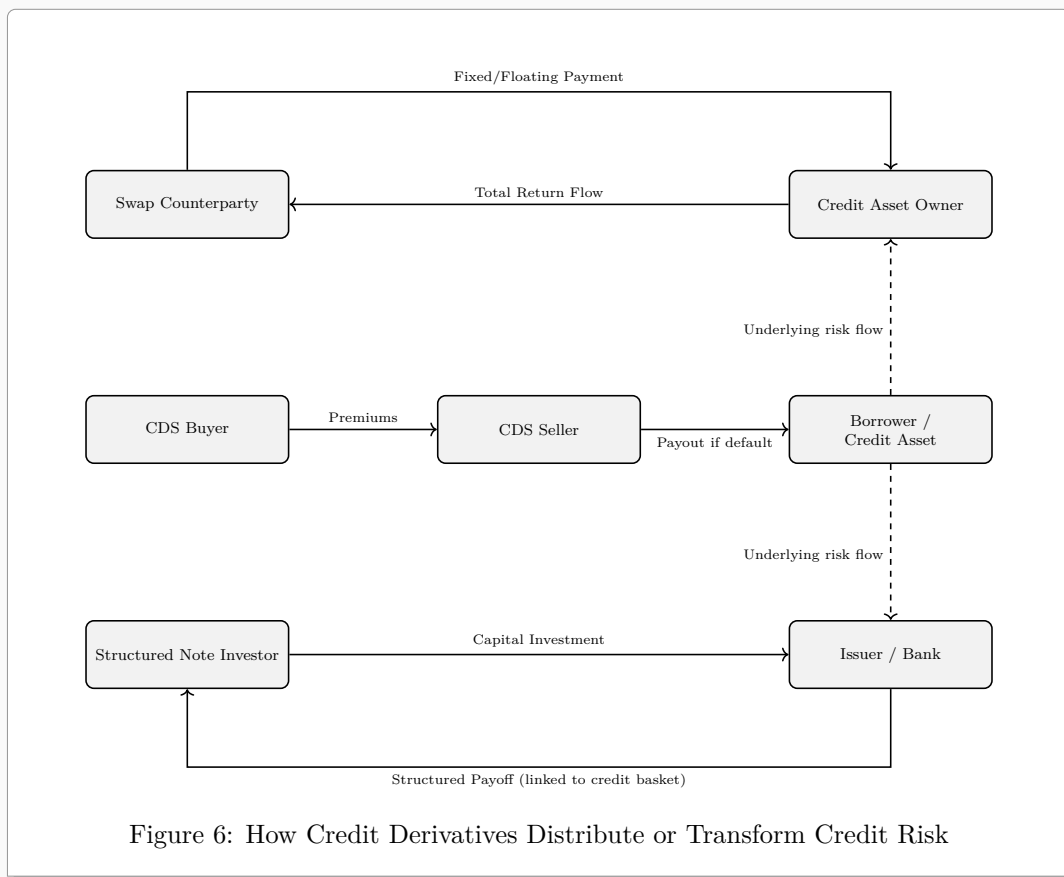 Fixed/Floating Payment
Swap Counterparty
Total Return Flow
Credit Asset Owner
Underlying risk flow
CDS Buyer
Premiums
CDS Seller
Payout if default
Borrower /
Credit Asset
Underlying risk flow
Structured Note Investor
Capital Investment
Issuer / Bank
Structured Payoff (linked to credit basket)
Figure 6: How Credit Derivatives Distribute or Transform Credit Risk